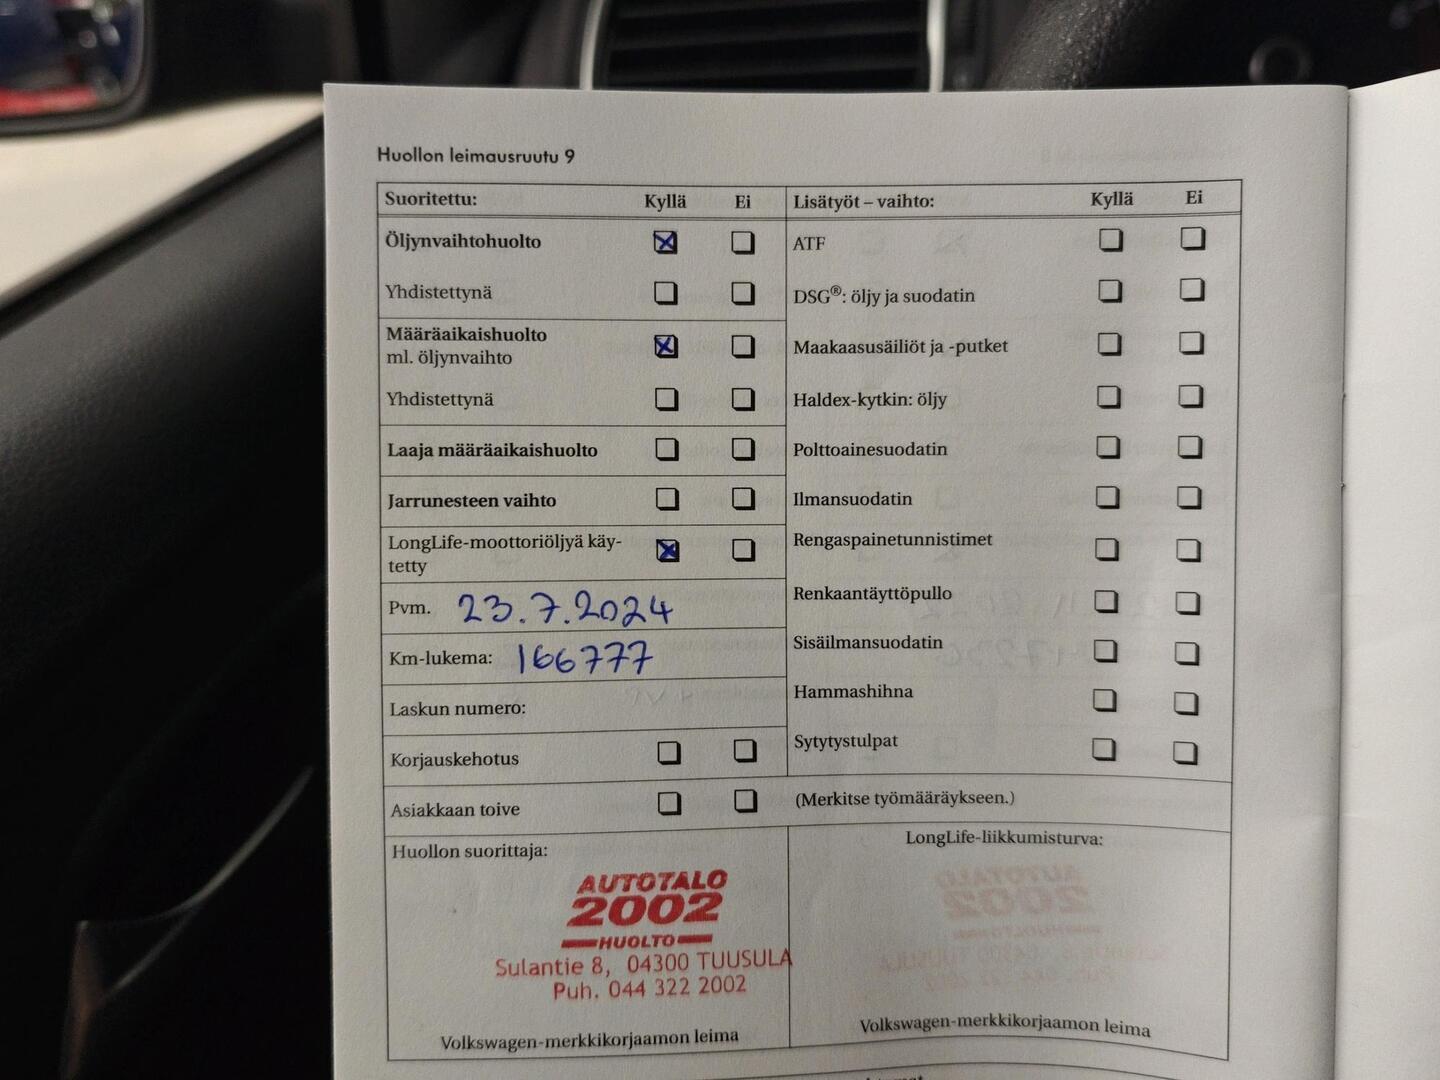 Huollon leimausruutu 9
Suoritettu: Kyllä Ei
Öljynvaihtohuolto
Yhdistettynä
Määräaikaishuolto
ml. öljynvaihto
Yhdistettynä
Laaja määräaikaishuolto
Jarrunesteen vaihto
LongLife-moottoriöljyä käy-
tetty
Pvm. 23.7.2024
Km-lukema: 166777
Laskun numero:
Korjauskehotus
Asiakkaan toive
Lisätyöt – vaihto: Kyllä Ei
ATF
DSG®: öljy ja suodatin
Maakaasusäiliöt ja -putket
Haldex-kytkin: öljy
Polttoainesuodatin
Ilmansuodatin
Rengaspainetunnistimet
Renkaantäyttöpullo
Sisäilmansuodatin
Hammashihna
Sytytystulpat
(Merkitse työmääräykseen.)
Huollon suorittaja:
AUTOTALO
2002
HUOLTO
Sulantie 8, 04300 TUUSULA
Puh. 044 322 2002
Volkswagen-merkkikorjaamon leima
LongLife-liikkumisturva:
Volkswagen-merkkikorjaamon leima